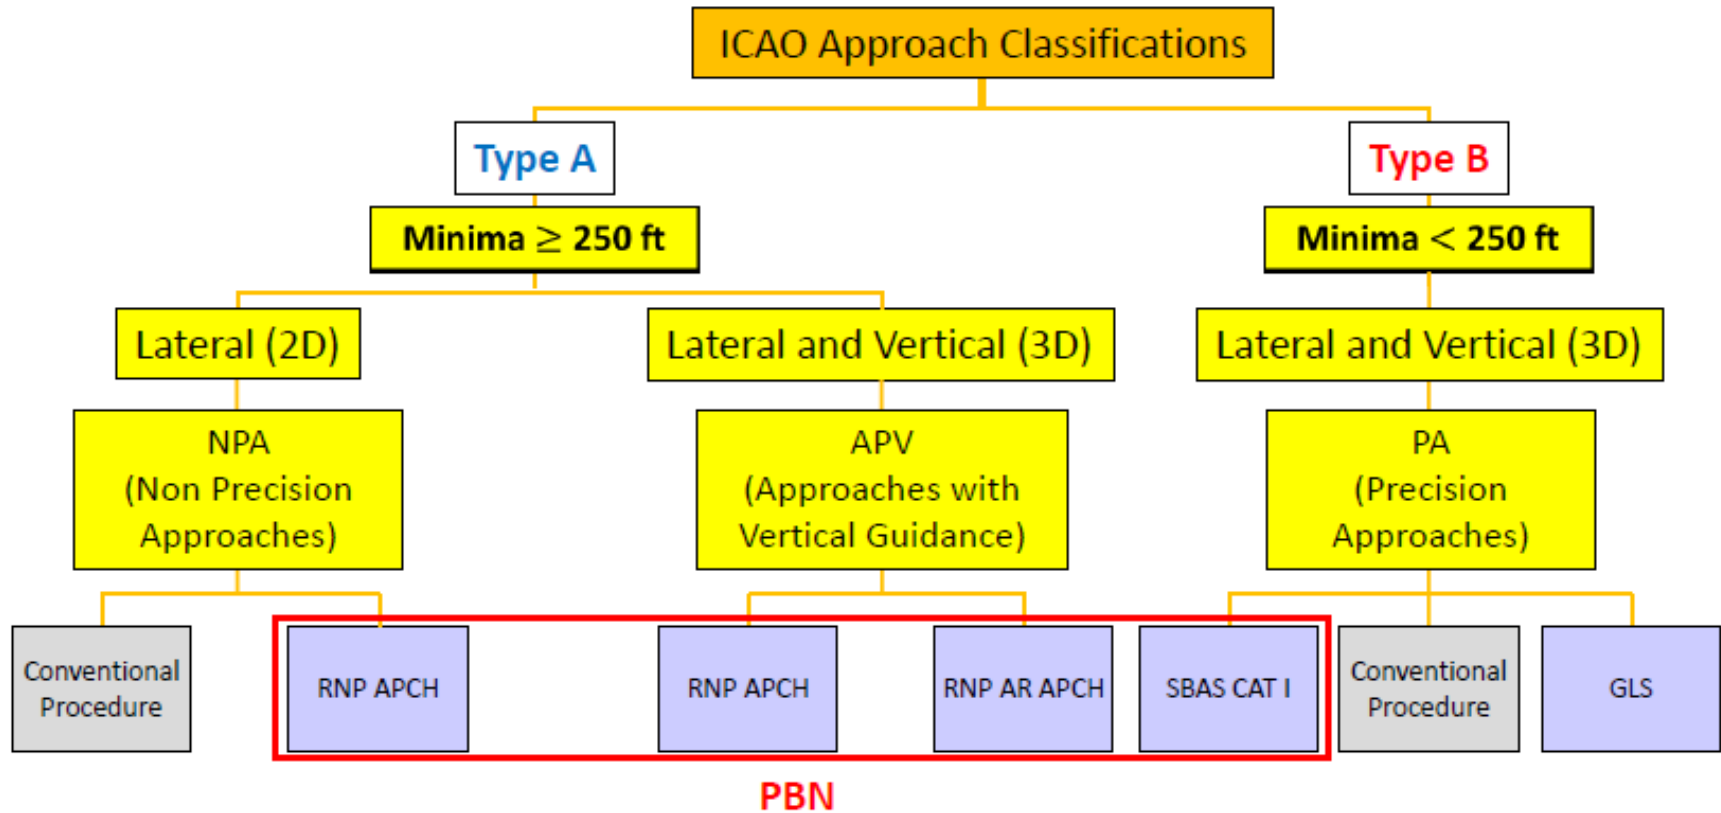 ICAO Approach Classifications
Type A
Type B
Minima ≥ 250 ft
Minima < 250 ft
Lateral (2D)
Lateral and Vertical (3D)
Lateral and Vertical (3D)
NPA
(Non Precision
Approaches)
APV
(Approaches with
Vertical Guidance)
PA
(Precision
Approaches)
Conventional
Procedure
RNP APCH
RNP APCH
RNP AR APCH
SBAS CAT I
Conventional
Procedure
GLS
PBN